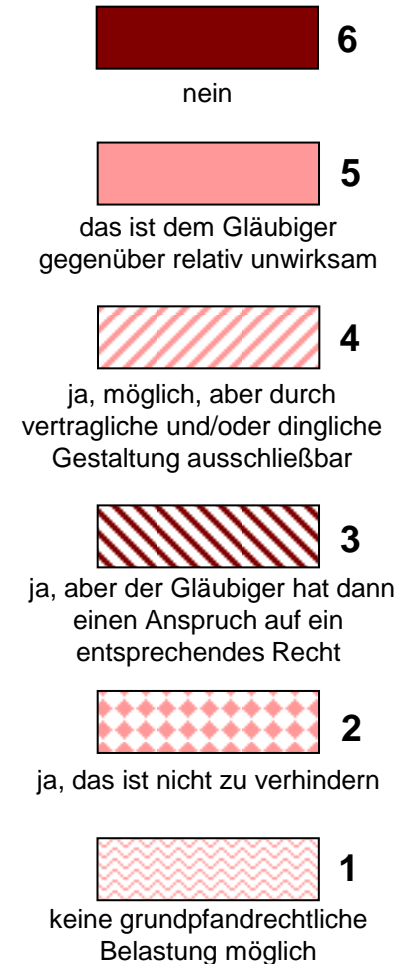 6
nein
5
das ist dem Gläubiger
gegenüber relativ unwirksam
4
ja, möglich, aber durch
vertragliche und/oder dingliche
Gestaltung ausschließbar
3
ja, aber der Gläubiger hat dann
einen Anspruch auf ein
entsprechendes Recht
2
ja, das ist nicht zu verhindern
1
keine grundpfandrechtliche
Belastung möglich